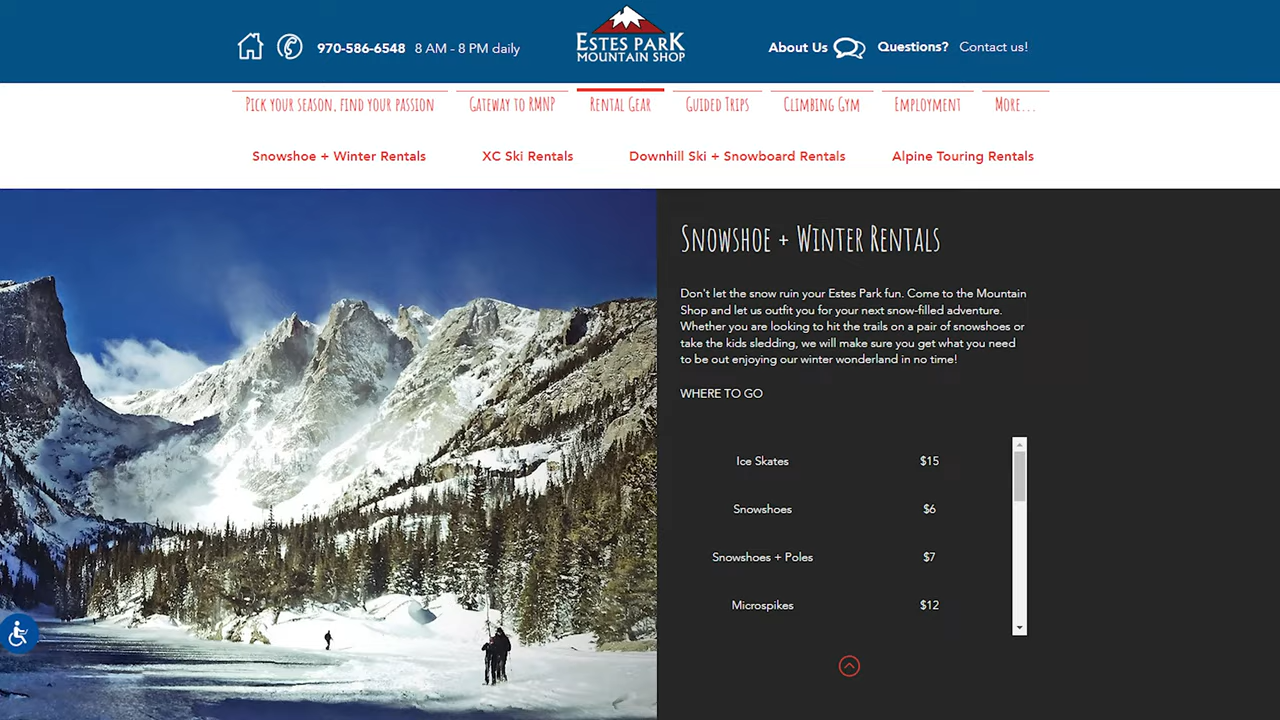 970-586-6548 8 AM - 8 PM daily
ESTES PARK
MOUNTAIN SHOP
About Us Questions? Contact us!
Pick your season, find your passion Gateway to RMNP Rental Gear Guided Trips Climbing Gym Employment More...
Snowshoe + Winter Rentals XC Ski Rentals Downhill Ski + Snowboard Rentals Alpine Touring Rentals
Snowshoe + Winter Rentals
Don't let the snow ruin your Estes Park fun. Come to the Mountain
Shop and let us outfit you for your next snow-filled adventure.
Whether you are looking to hit the trails on a pair of snowshoes or
take the kids sledding, we will make sure you get what you need
to be out enjoying our winter wonderland in no time!
WHERE TO GO
Ice Skates $15
Snowshoes $6
Snowshoes + Poles $7
Microspikes $12